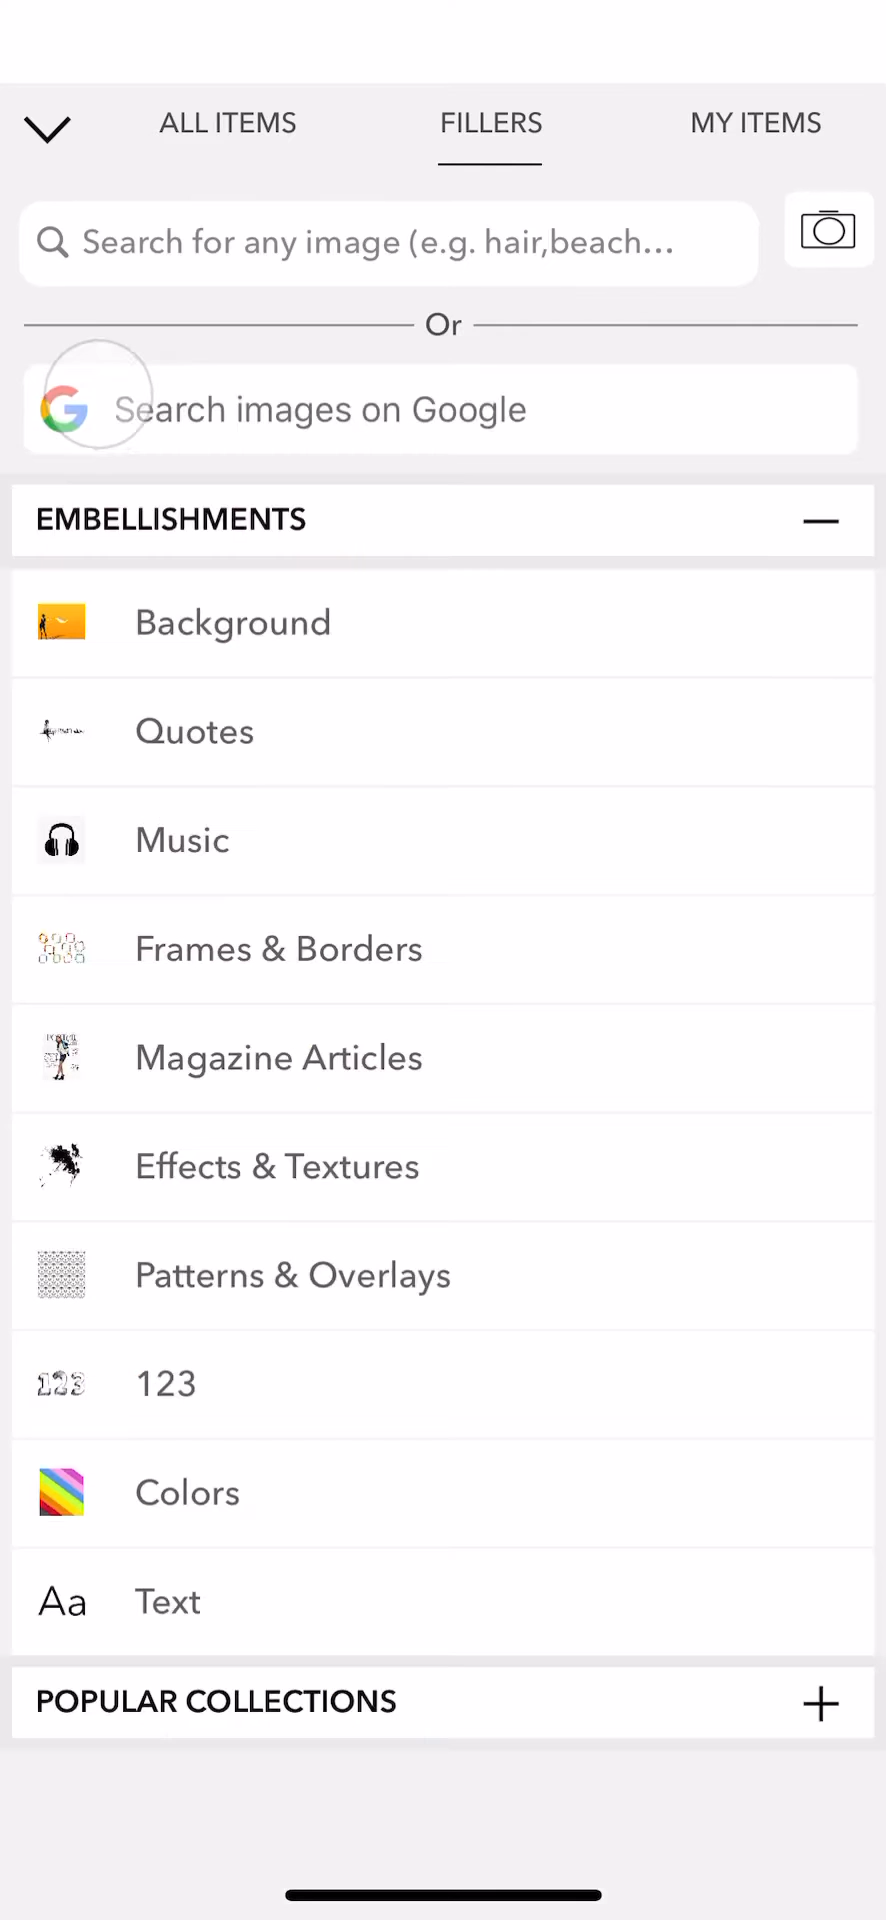 ALL ITEMS
FILLERS
MY ITEMS
Search for any image (e.g. hair,beach...
Or
Search images on Google
EMBELLISHMENTS
Background
Quotes
Music
Frames & Borders
Magazine Articles
Effects & Textures
Patterns & Overlays
123
123
Colors
Aa
Text
POPULAR COLLECTIONS